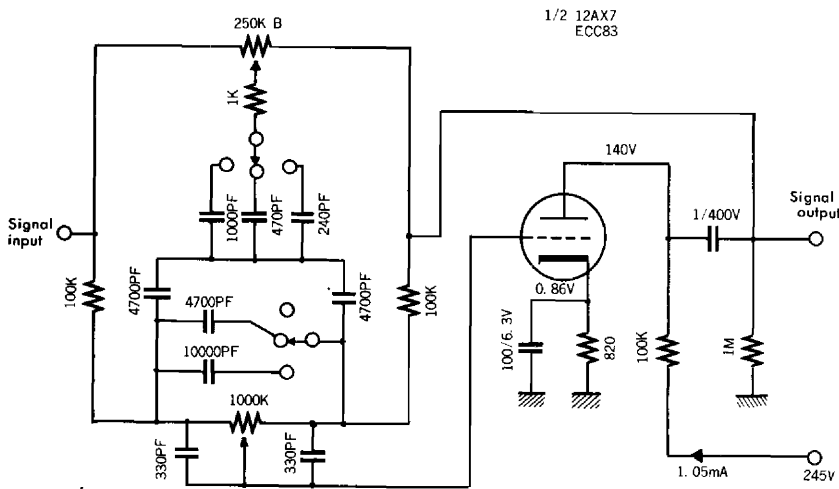 250K B
1/2 12AX7
ECC83
1K
140V
Signal
input
1000PF
470PF
240PF
Signal
output
1/400V
100K
4700PF
4700PF
100K
4700PF
0.86V
10000PF
100/6.3V
820
100K
1M
1000K
330PF
330PF
1.05mA
245V